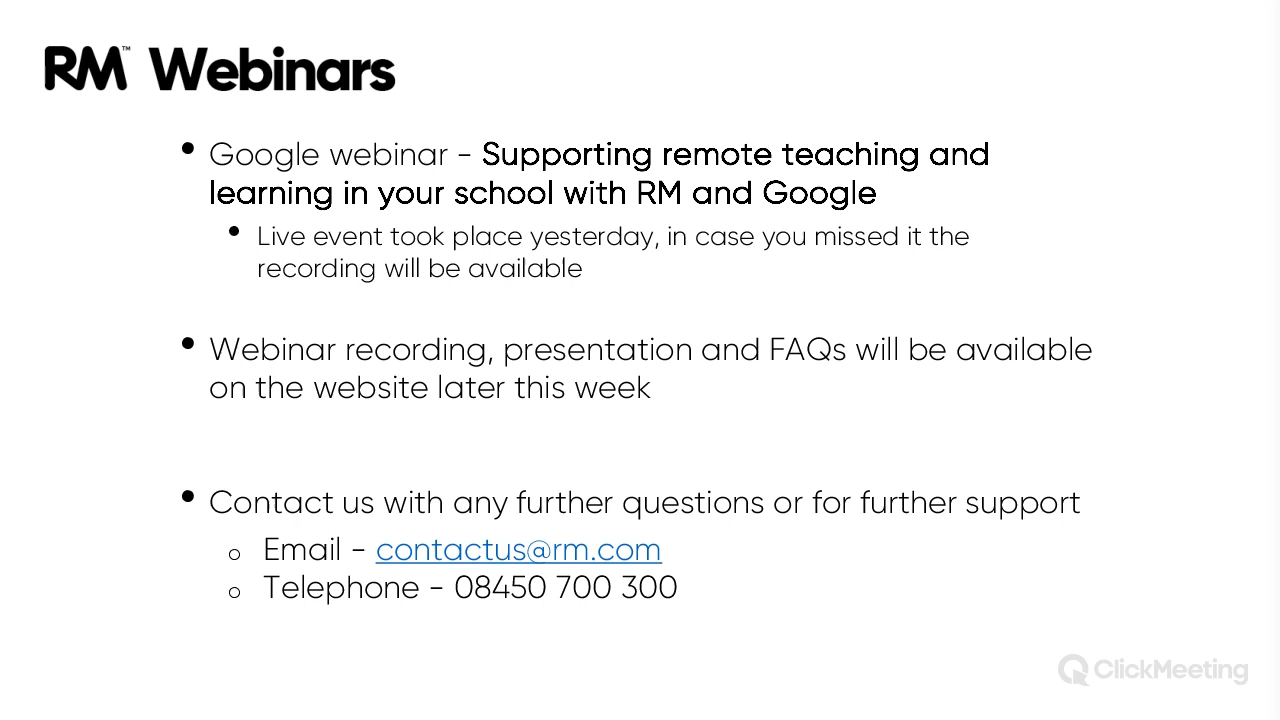 RM™ Webinars
• Google webinar - Supporting remote teaching and
learning in your school with RM and Google
• Live event took place yesterday, in case you missed it the
recording will be available
• Webinar recording, presentation and FAQs will be available
on the website later this week
• Contact us with any further questions or for further support
o Email - contactus@rm.com
o Telephone - 08450 700 300
ClickMeeting